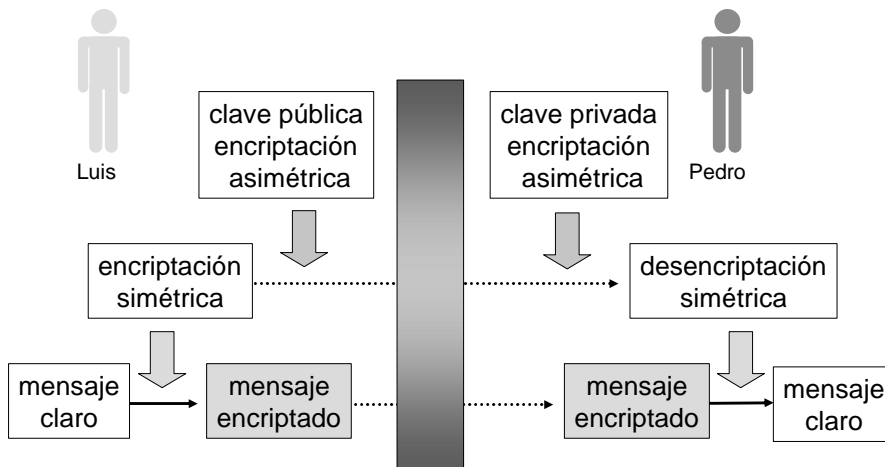 Luis
Pedro
clave pública
encriptación
asimétrica
clave privada
encriptación
asimétrica
encriptación
simétrica
desencriptación
simétrica
mensaje
claro
mensaje
encriptado
mensaje
encriptado
mensaje
claro